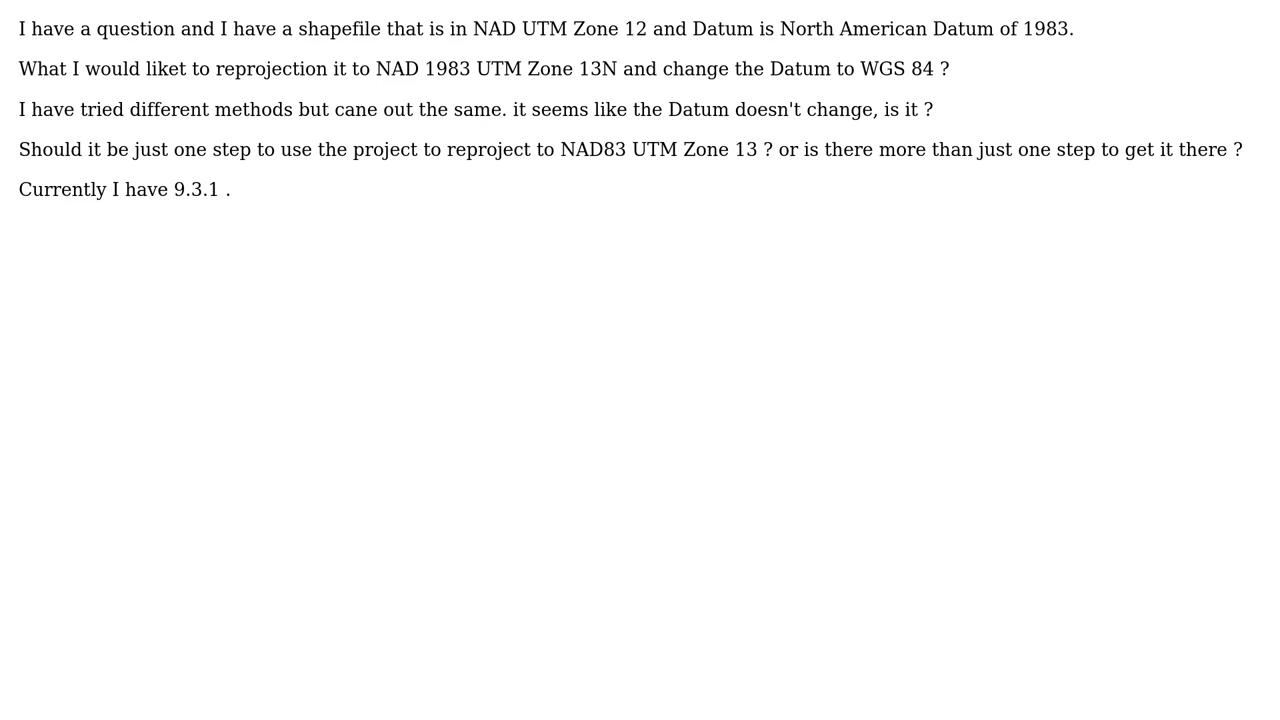 I have a question and I have a shapefile that is in NAD UTM Zone 12 and Datum is North American Datum of 1983.
What I would liket to reprojection it to NAD 1983 UTM Zone 13N and change the Datum to WGS 84 ?
I have tried different methods but cane out the same. it seems like the Datum doesn't change, is it ?
Should it be just one step to use the project to reproject to NAD83 UTM Zone 13 ? or is there more than just one step to get it there ?
Currently I have 9.3.1 .